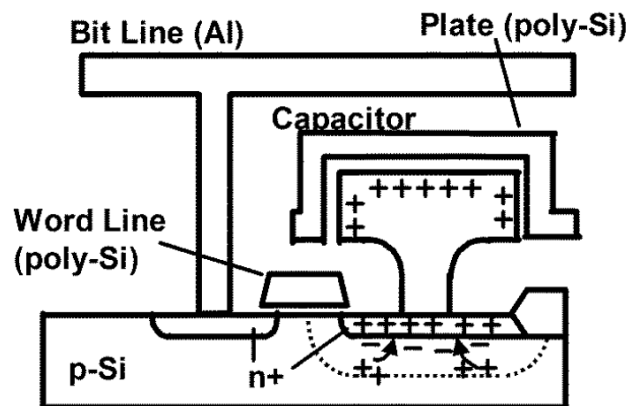 Bit Line (Al)
Plate (poly-Si)
Capacitor
+ + + + + +
+ +
+ +
Word Line
(poly-Si)
+ + + + + + +
n+
p-Si
− − − − −
+ + + +